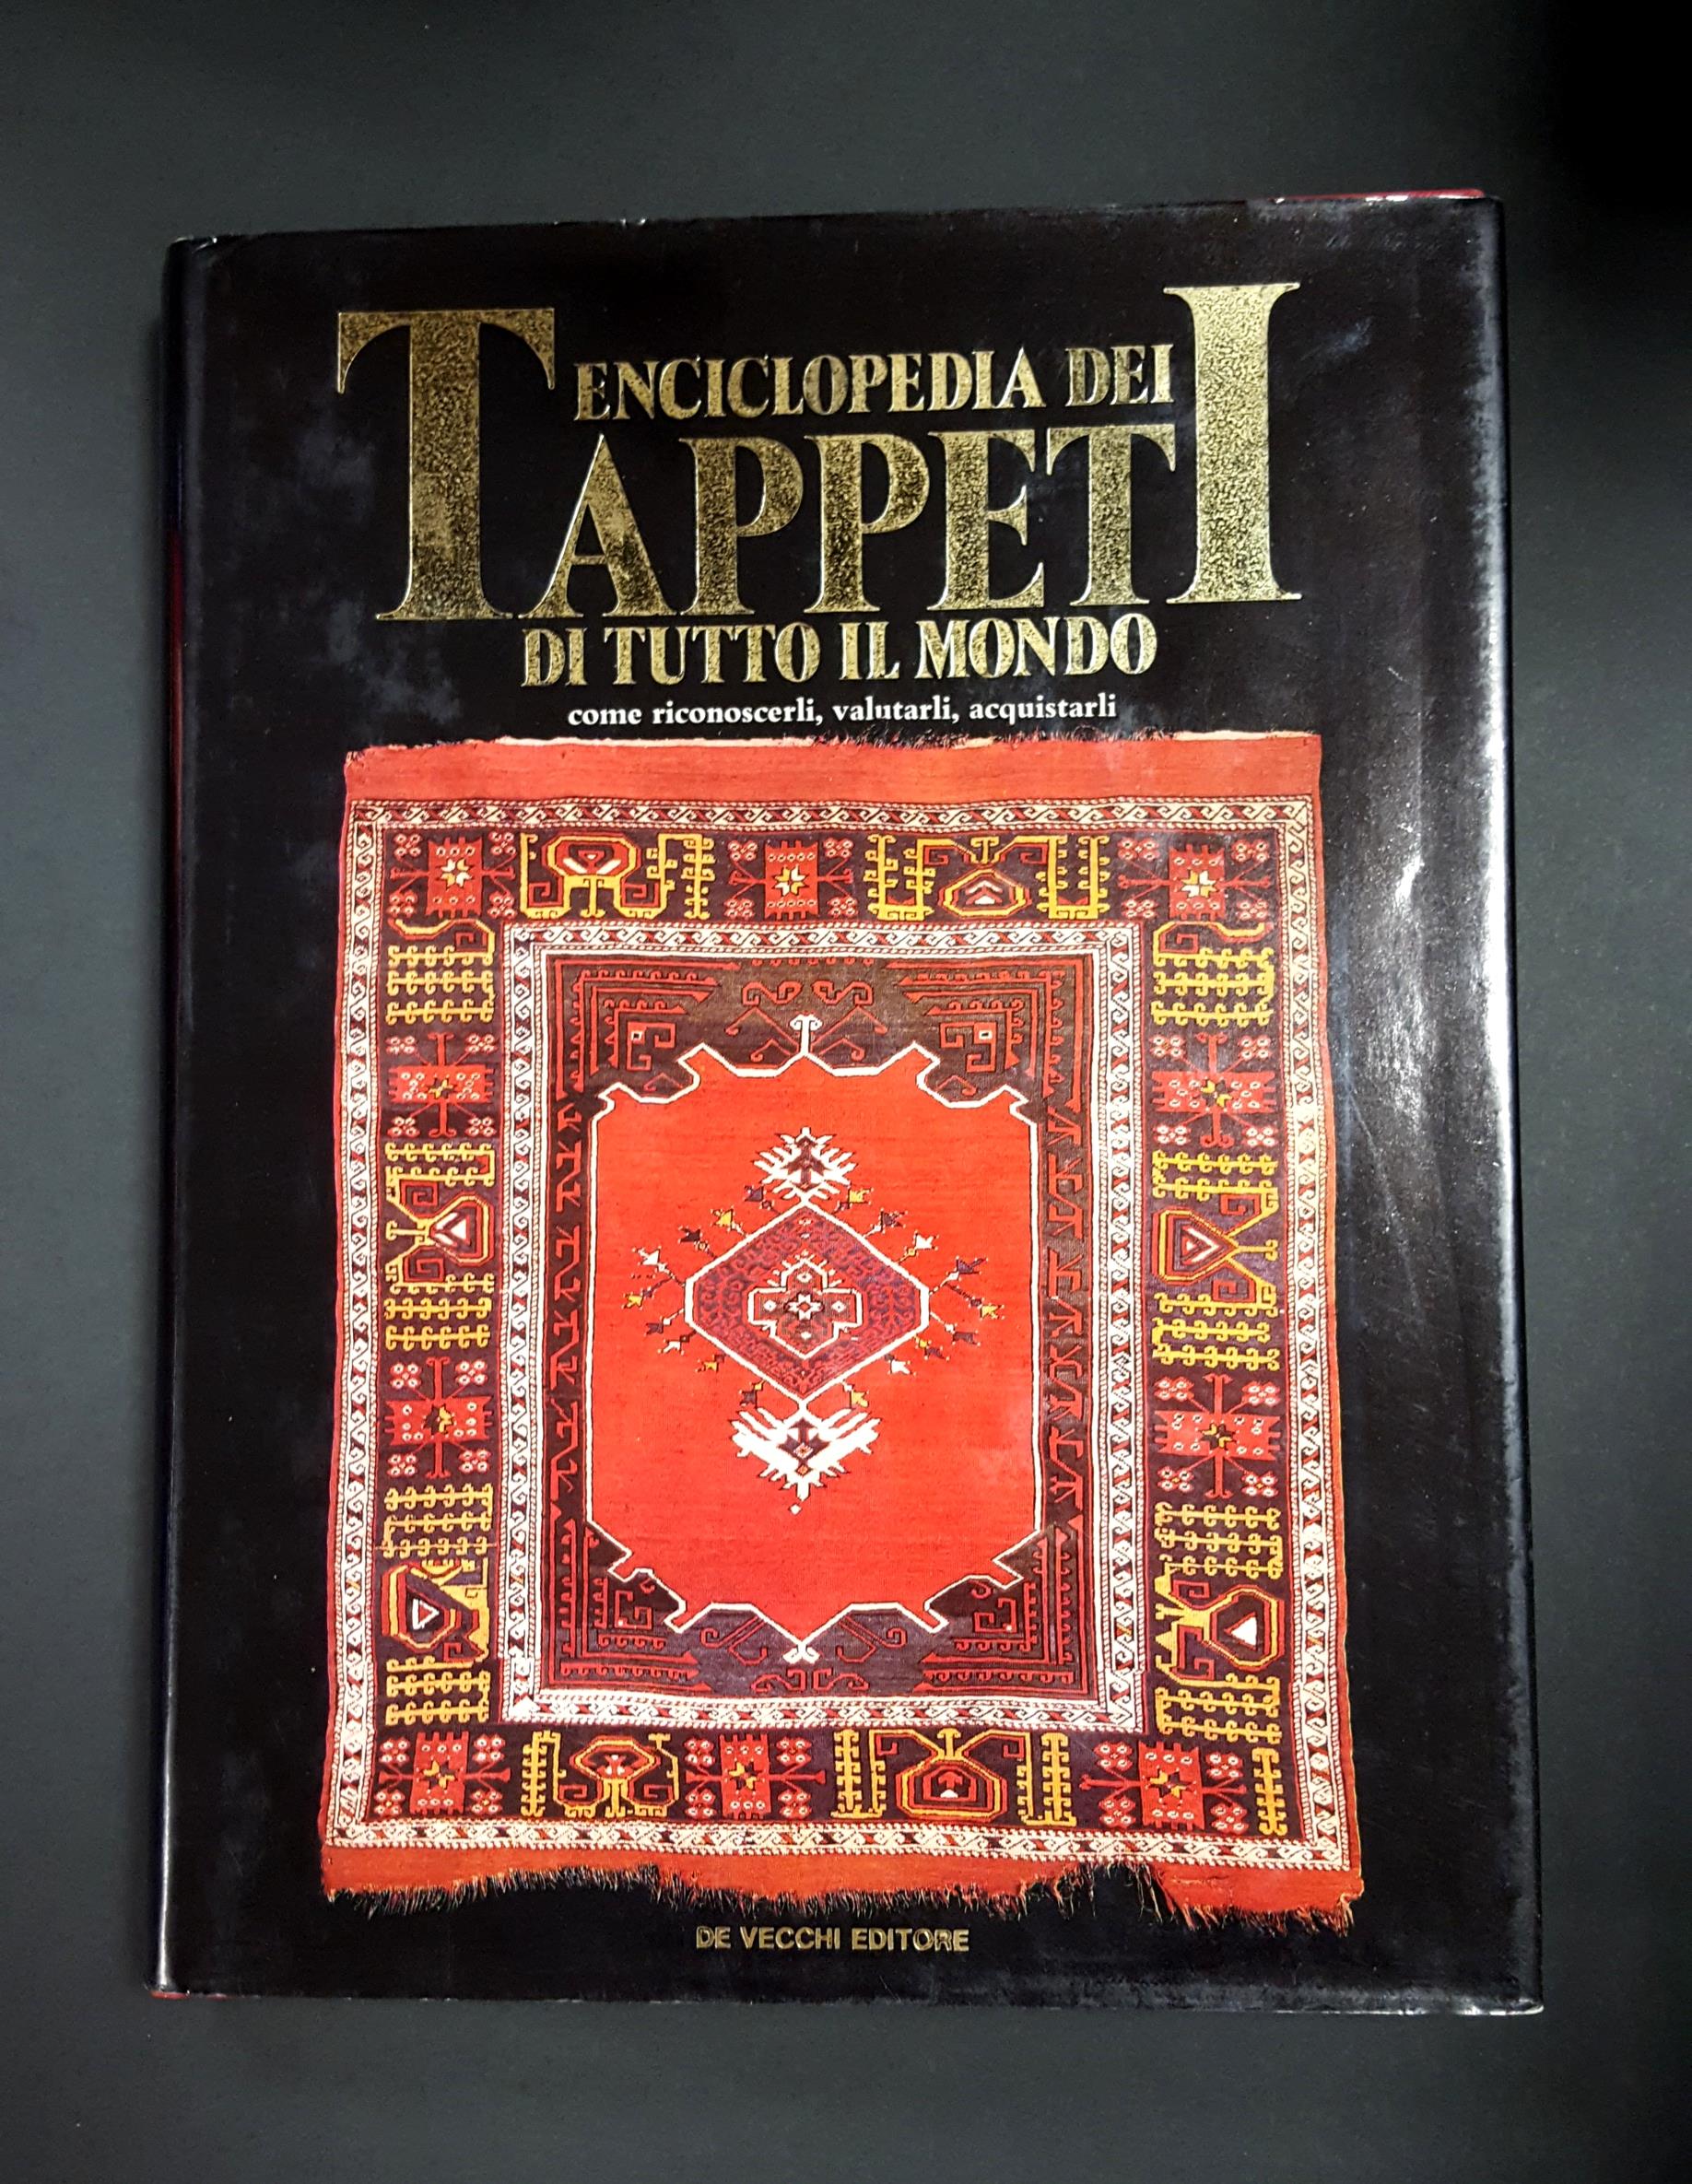 ENCICLOPEDIA DEI
TAPPETI
DI TUTTO IL MONDO
come riconoscerli, valutarli, acquistarli
DE VECCHI EDITORE